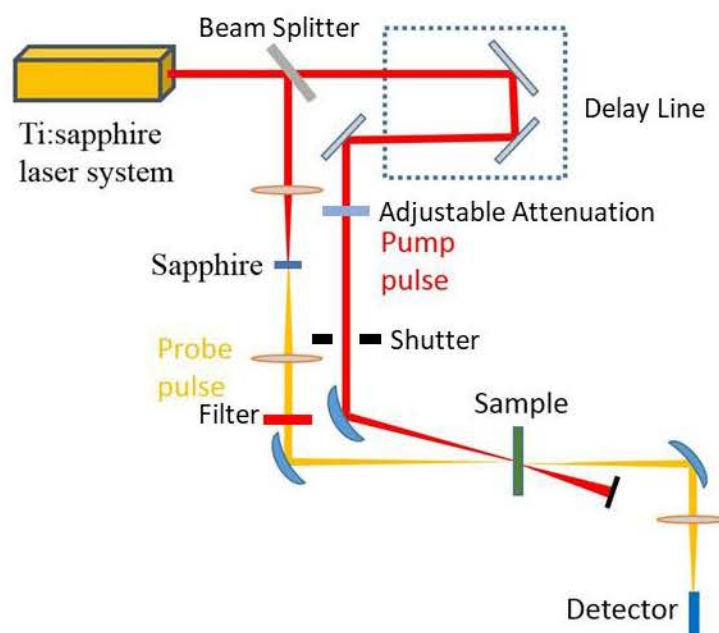 Beam Splitter
Delay Line
Ti:sapphire
laser system
Adjustable Attenuation
Pump
pulse
Sapphire
Shutter
Probe
pulse
Filter
Sample
Detector